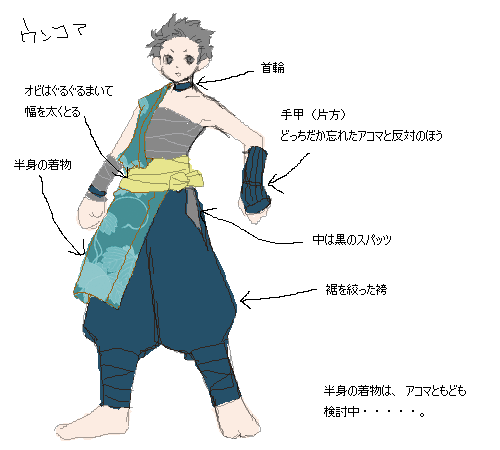 ウンコア
首輪
オビはぐるぐるまいて
幅を太くとる
手甲（片方）
どっちだか忘れたアコマと反対のほう
半身の着物
中は黒のスパッツ
裾を絞った袴
半身の着物は、アコマともども
検討中・・・・・。